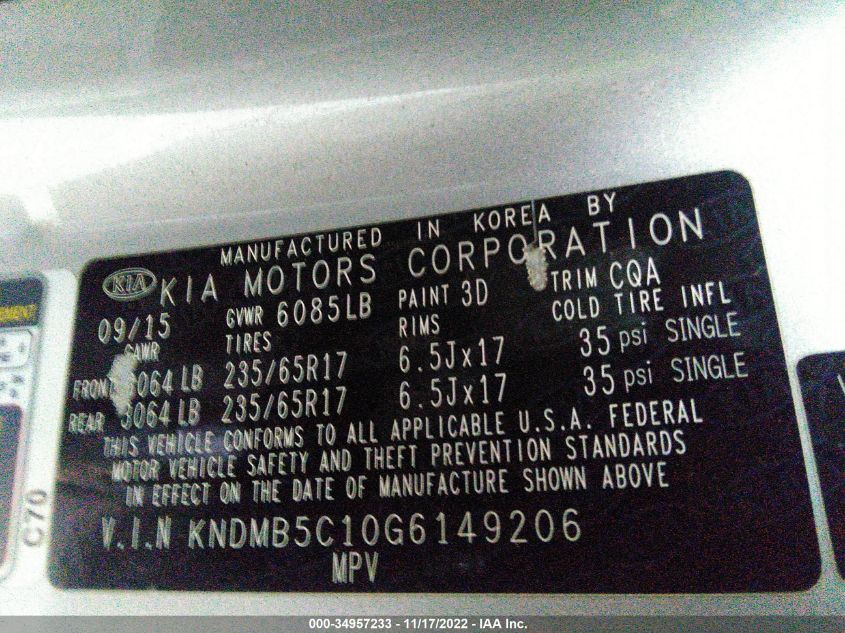 MANUFACTURED IN KOREA BY
KIA KIA MOTORS CORPORATION
09/15 GVWR 6085LB PAINT 3D TRIM CQA
GAWR TIRES RIMS COLD TIRE INFL
FRONT 3064 LB 235/65R17 6.5Jx17 35 psi SINGLE
REAR 3064 LB 235/65R17 6.5Jx17 35 psi SINGLE
THIS VEHICLE CONFORMS TO ALL APPLICABLE U.S.A. FEDERAL
MOTOR VEHICLE SAFETY AND THEFT PREVENTION STANDARDS
IN EFFECT ON THE DATE OF MANUFACTURE SHOWN ABOVE
V.I.N KNDMB5C10G6149206
MPV
C70
000-34957233 - 11/17/2022 - IAA Inc.